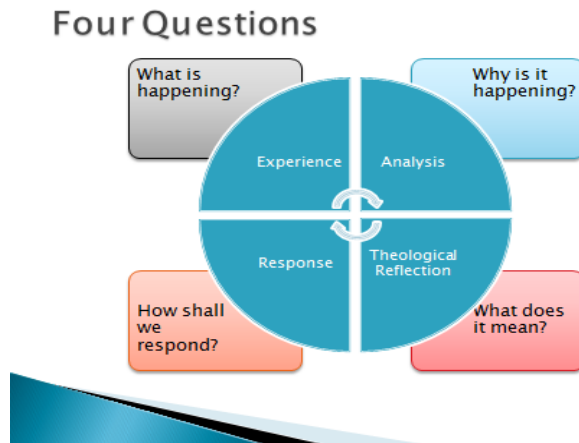 Four Questions
What is
happening?
Why is it
happening?
Experience
Analysis
Response
Theological
Reflection
How shall
we
respond?
What does
it mean?